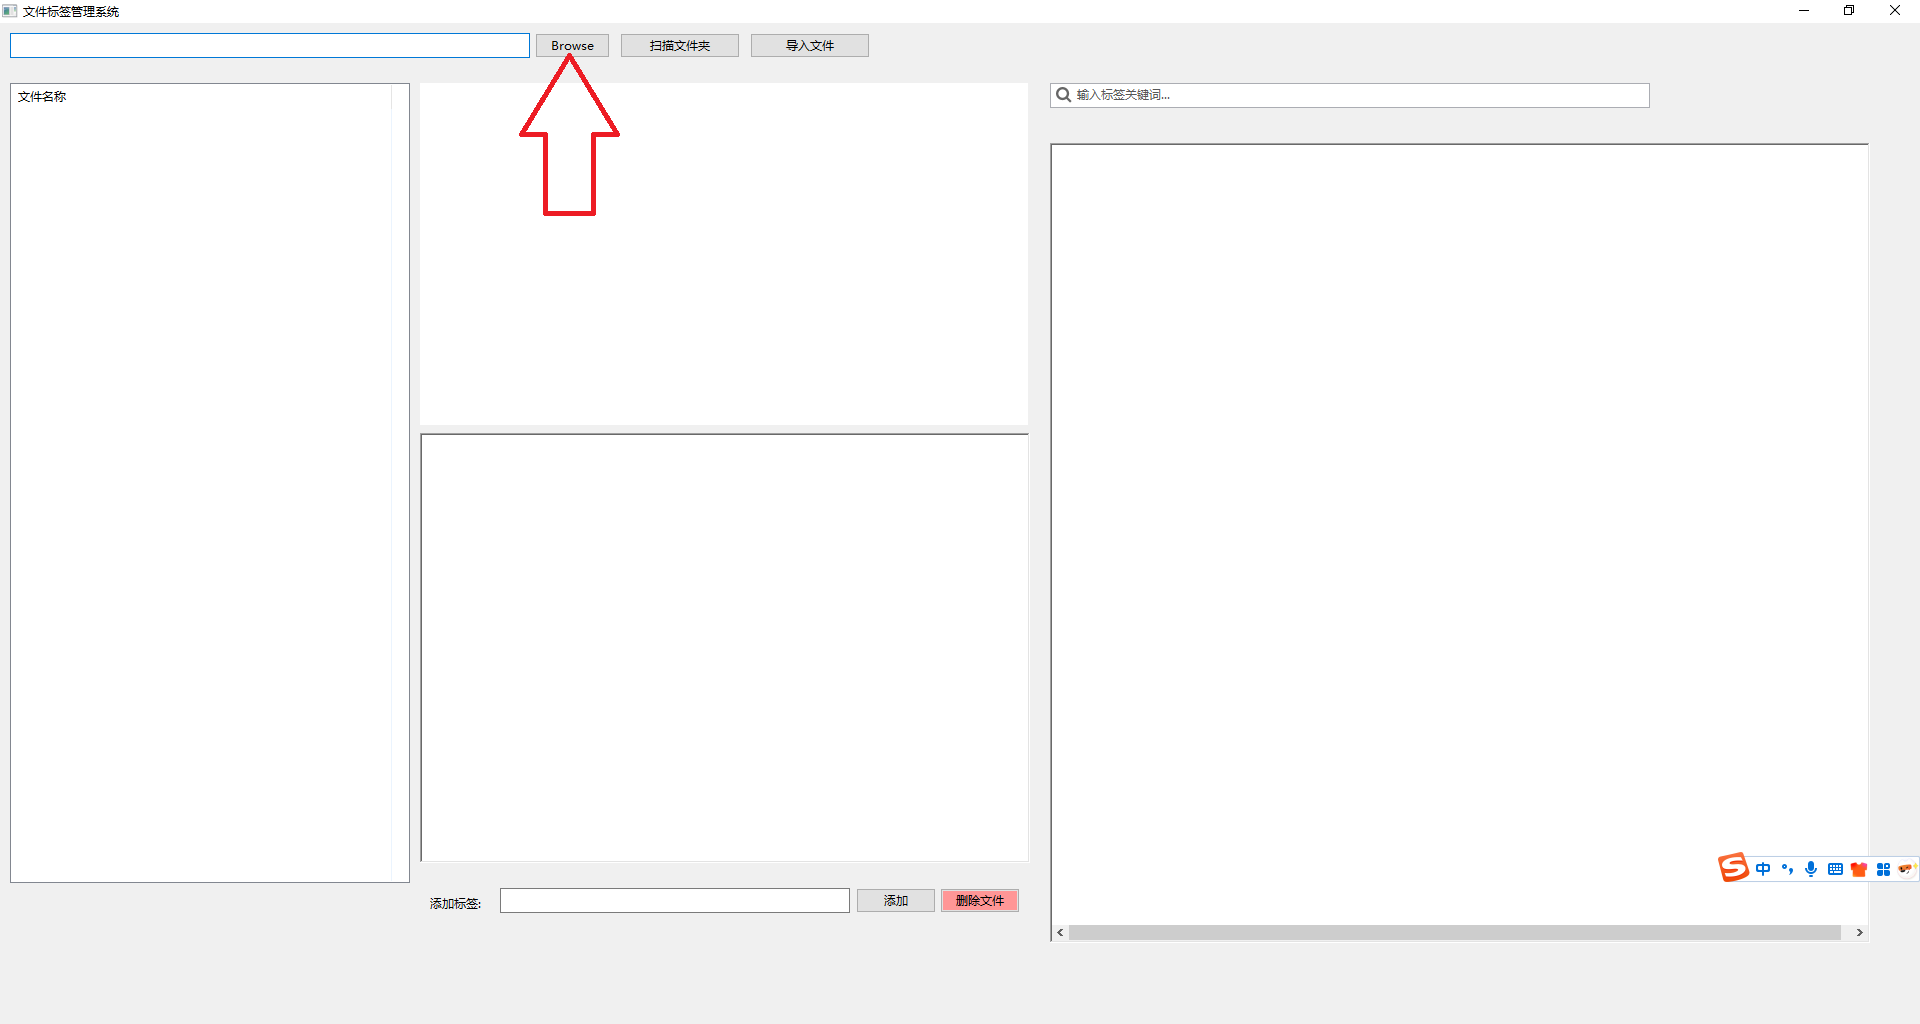 文件标签管理系统
Browse 扫描文件夹 导入文件
文件名称
输入标签关键词...
中
添加标签: 添加 删除文件